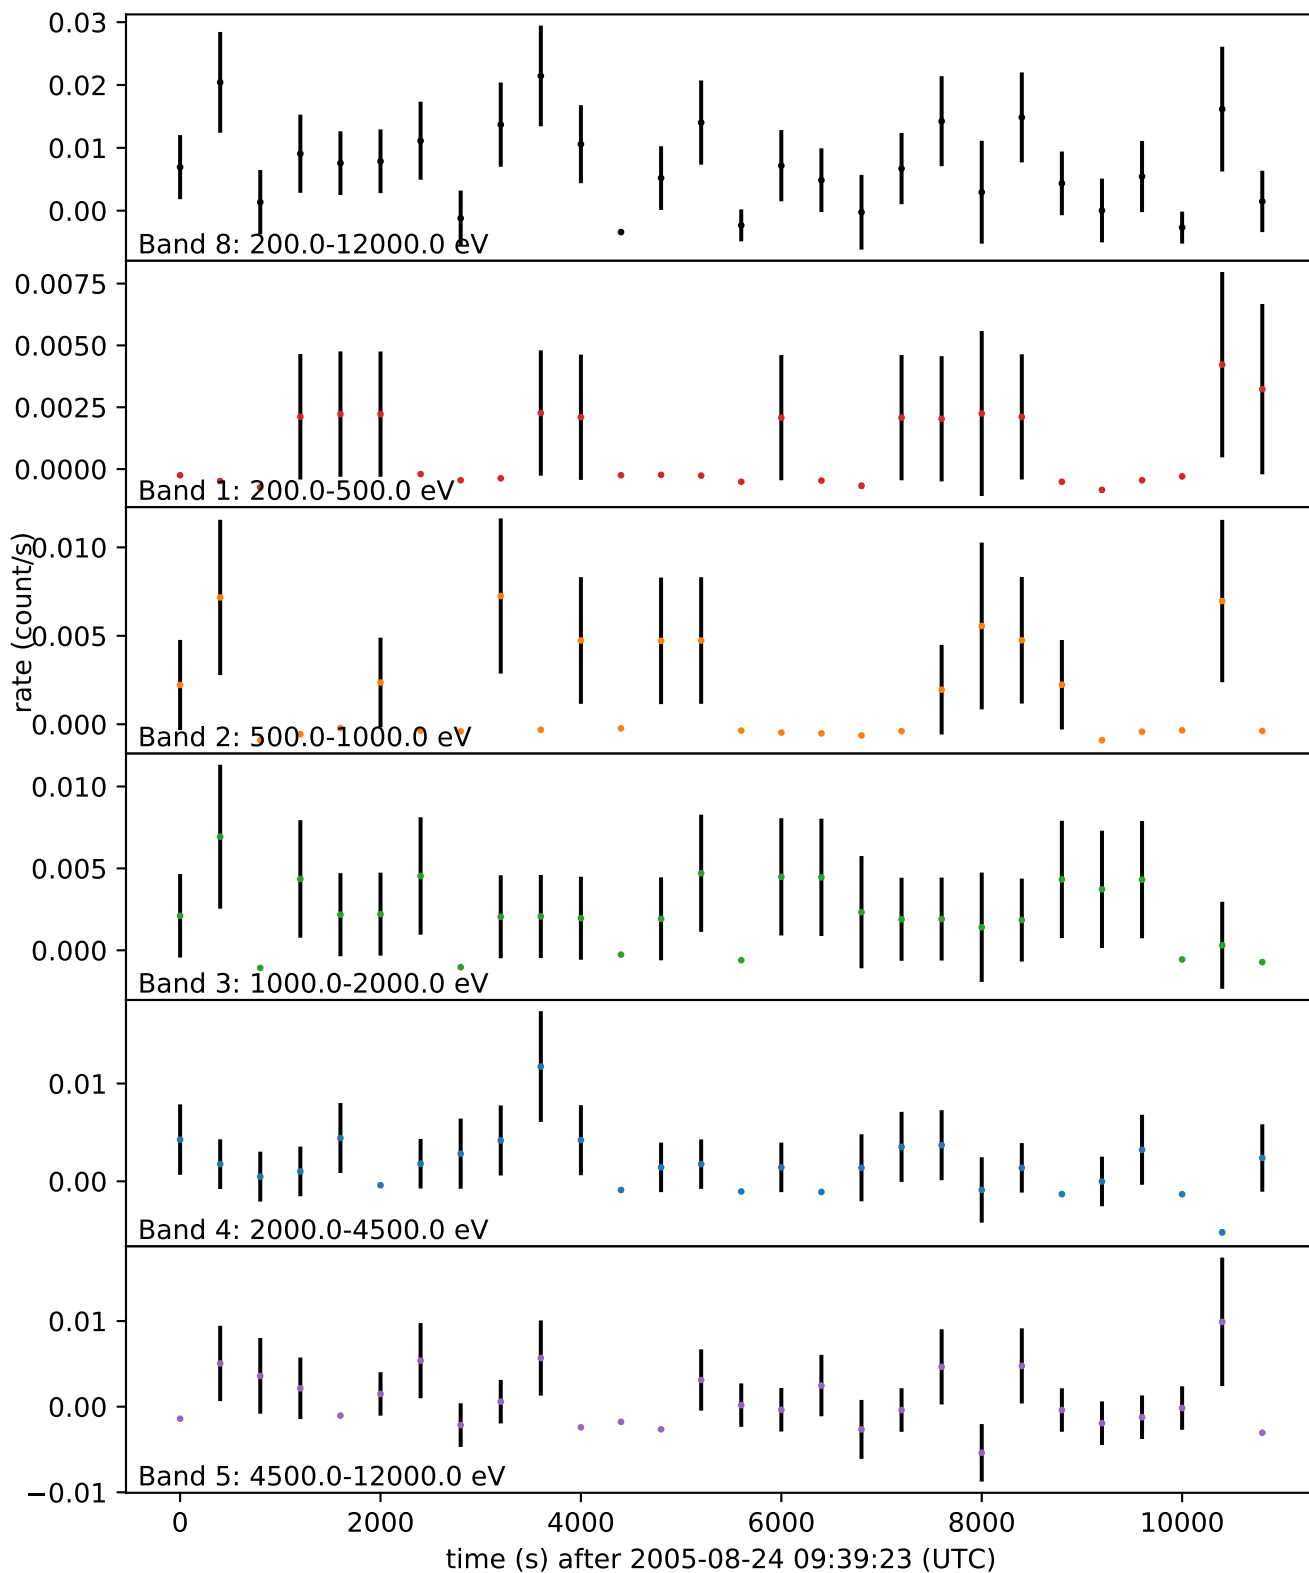 0.03
0.02
0.01
0.00
Band 8: 200.0-12000.0 eV
0.0075
0.0050
0.0025
0.0000
Band 1: 200.0-500.0 eV
rate (count/s)
0.010
0.005
0.000
Band 2: 500.0-1000.0 eV
0.010
0.005
0.000
Band 3: 1000.0-2000.0 eV
0.01
0.00
Band 4: 2000.0-4500.0 eV
0.01
0.00
−0.01
Band 5: 4500.0-12000.0 eV
0 2000 4000 6000 8000 10000
time (s) after 2005-08-24 09:39:23 (UTC)